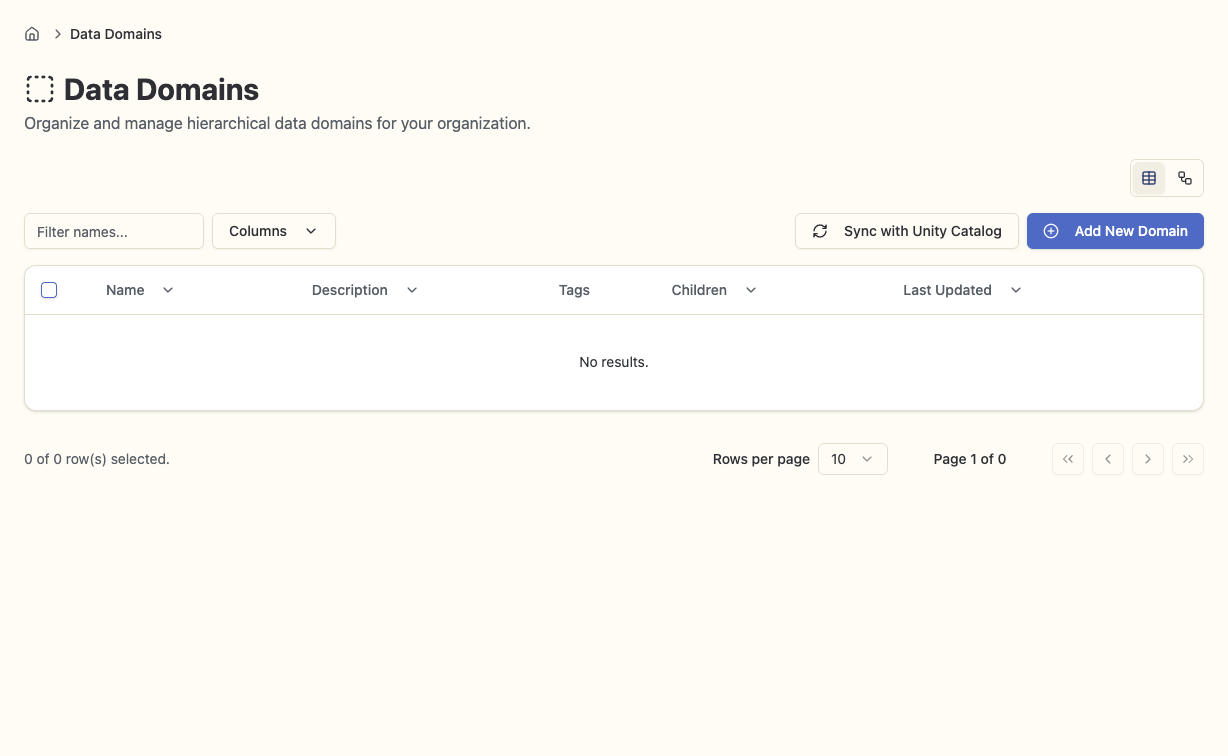 Data Domains
Data Domains
Organize and manage hierarchical data domains for your organization.
Filter names...
Columns
Sync with Unity Catalog
Add New Domain
Name
Description
Tags
Children
Last Updated
No results.
0 of 0 row(s) selected.
Rows per page
10
Page 1 of 0